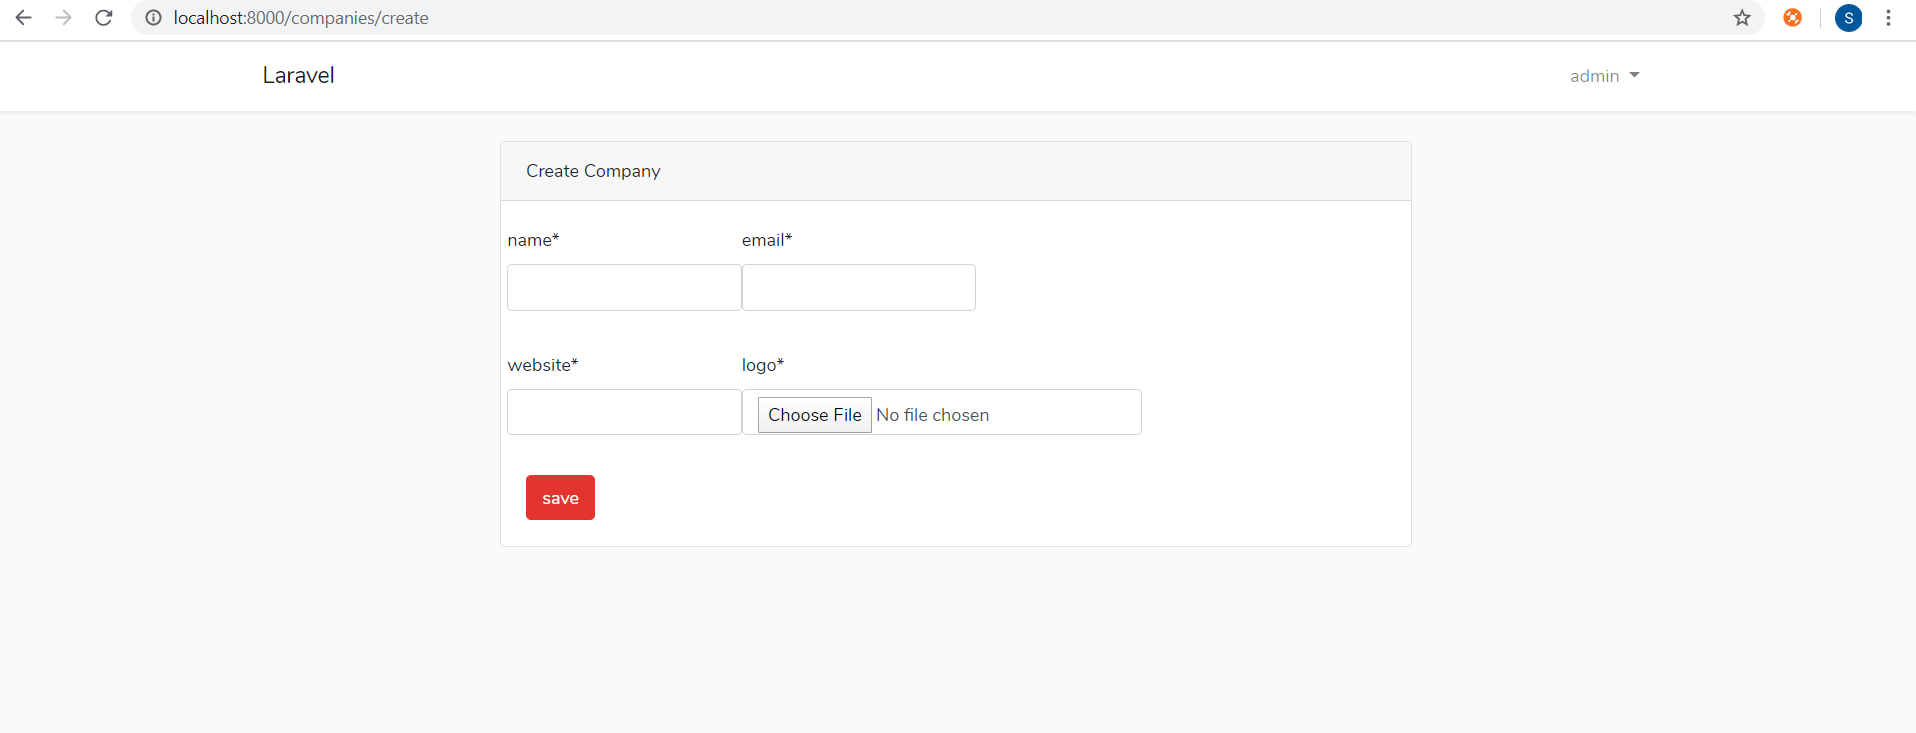 localhost:8000/companies/create
S
Laravel
admin
Create Company
name* email*
website* logo*
Choose File No file chosen
save